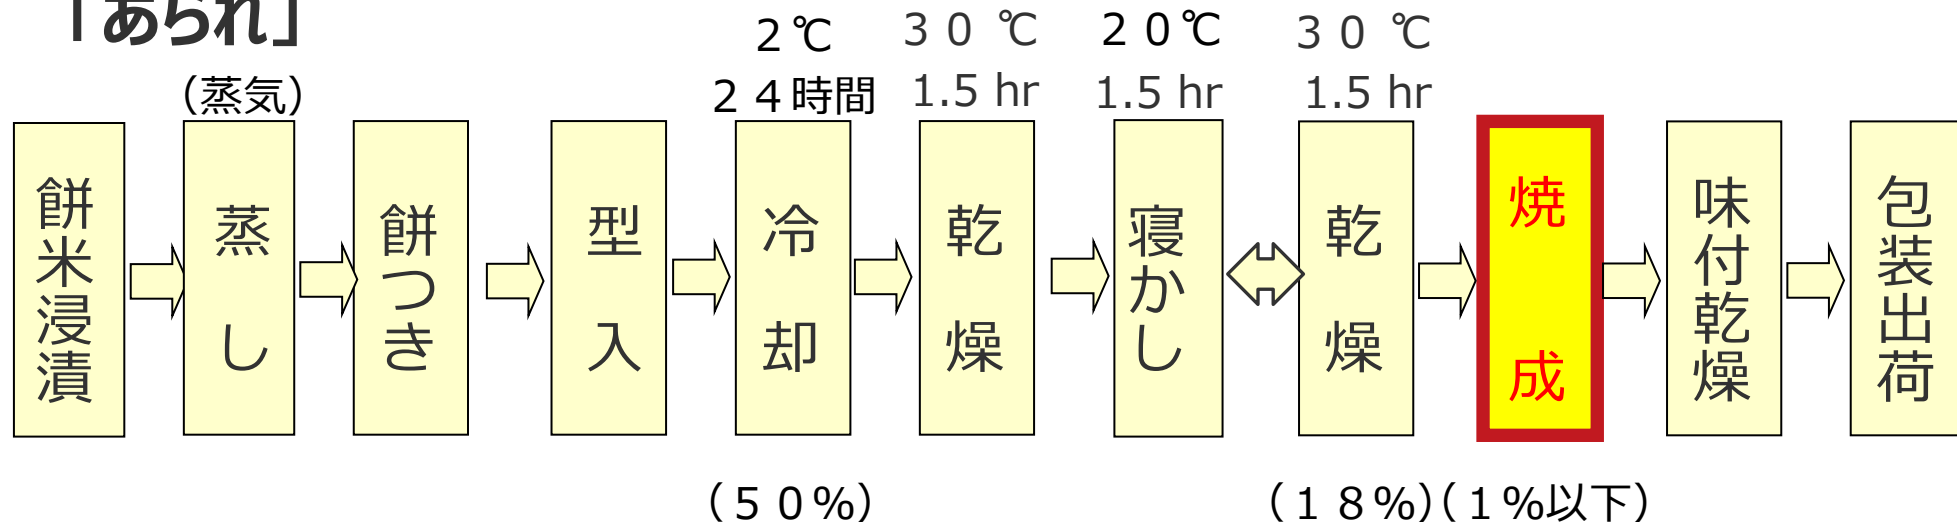 「あられ」
(蒸気)
2℃
24時間
30 ℃
1.5 hr
20℃
1.5 hr
30 ℃
1.5 hr
餅米浸漬
蒸し
餅つき
型入
冷却
乾燥
寝かし
乾燥
焼成
味付乾燥
包装出荷
(50%)
(18%)
(1%以下)